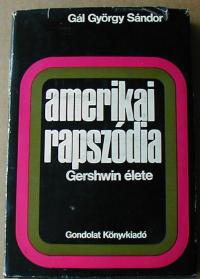 Gál György Sándor
amerikai
rapszódia
Gershwin élete
Gondolat Könyvkiadó